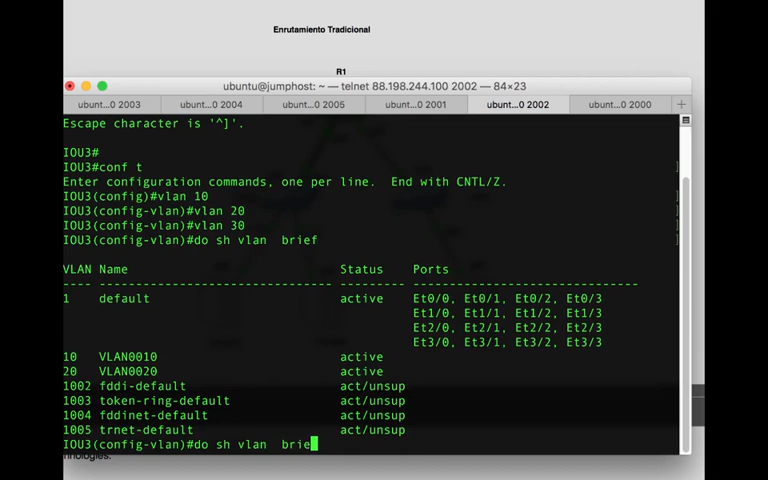 Enrutamiento Tradicional
R1
ubuntu@jumphost: ~ — telnet 88.198.244.100 2002 — 84×23
ubunt...0 2003 ubunt...0 2004 ubunt...0 2005 ubunt...0 2001 ubunt...0 2002 ubunt...0 2000 +
Escape character is '^]'.
IOU3#
IOU3#conf t
Enter configuration commands, one per line.  End with CNTL/Z.
IOU3(config)#vlan 10
IOU3(config-vlan)#vlan 20
IOU3(config-vlan)#vlan 30
IOU3(config-vlan)#do sh vlan  brief
VLAN Name                             Status    Ports
---- -------------------------------- --------- -------------------------------
1    default                          active    Et0/0, Et0/1, Et0/2, Et0/3
                                                Et1/0, Et1/1, Et1/2, Et1/3
                                                Et2/0, Et2/1, Et2/2, Et2/3
                                                Et3/0, Et3/1, Et3/2, Et3/3
10   VLAN0010                         active
20   VLAN0020                         active
1002 fddi-default                     act/unsup
1003 token-ring-default               act/unsup
1004 fddinet-default                  act/unsup
1005 trnet-default                    act/unsup
IOU3(config-vlan)#do sh vlan  brie